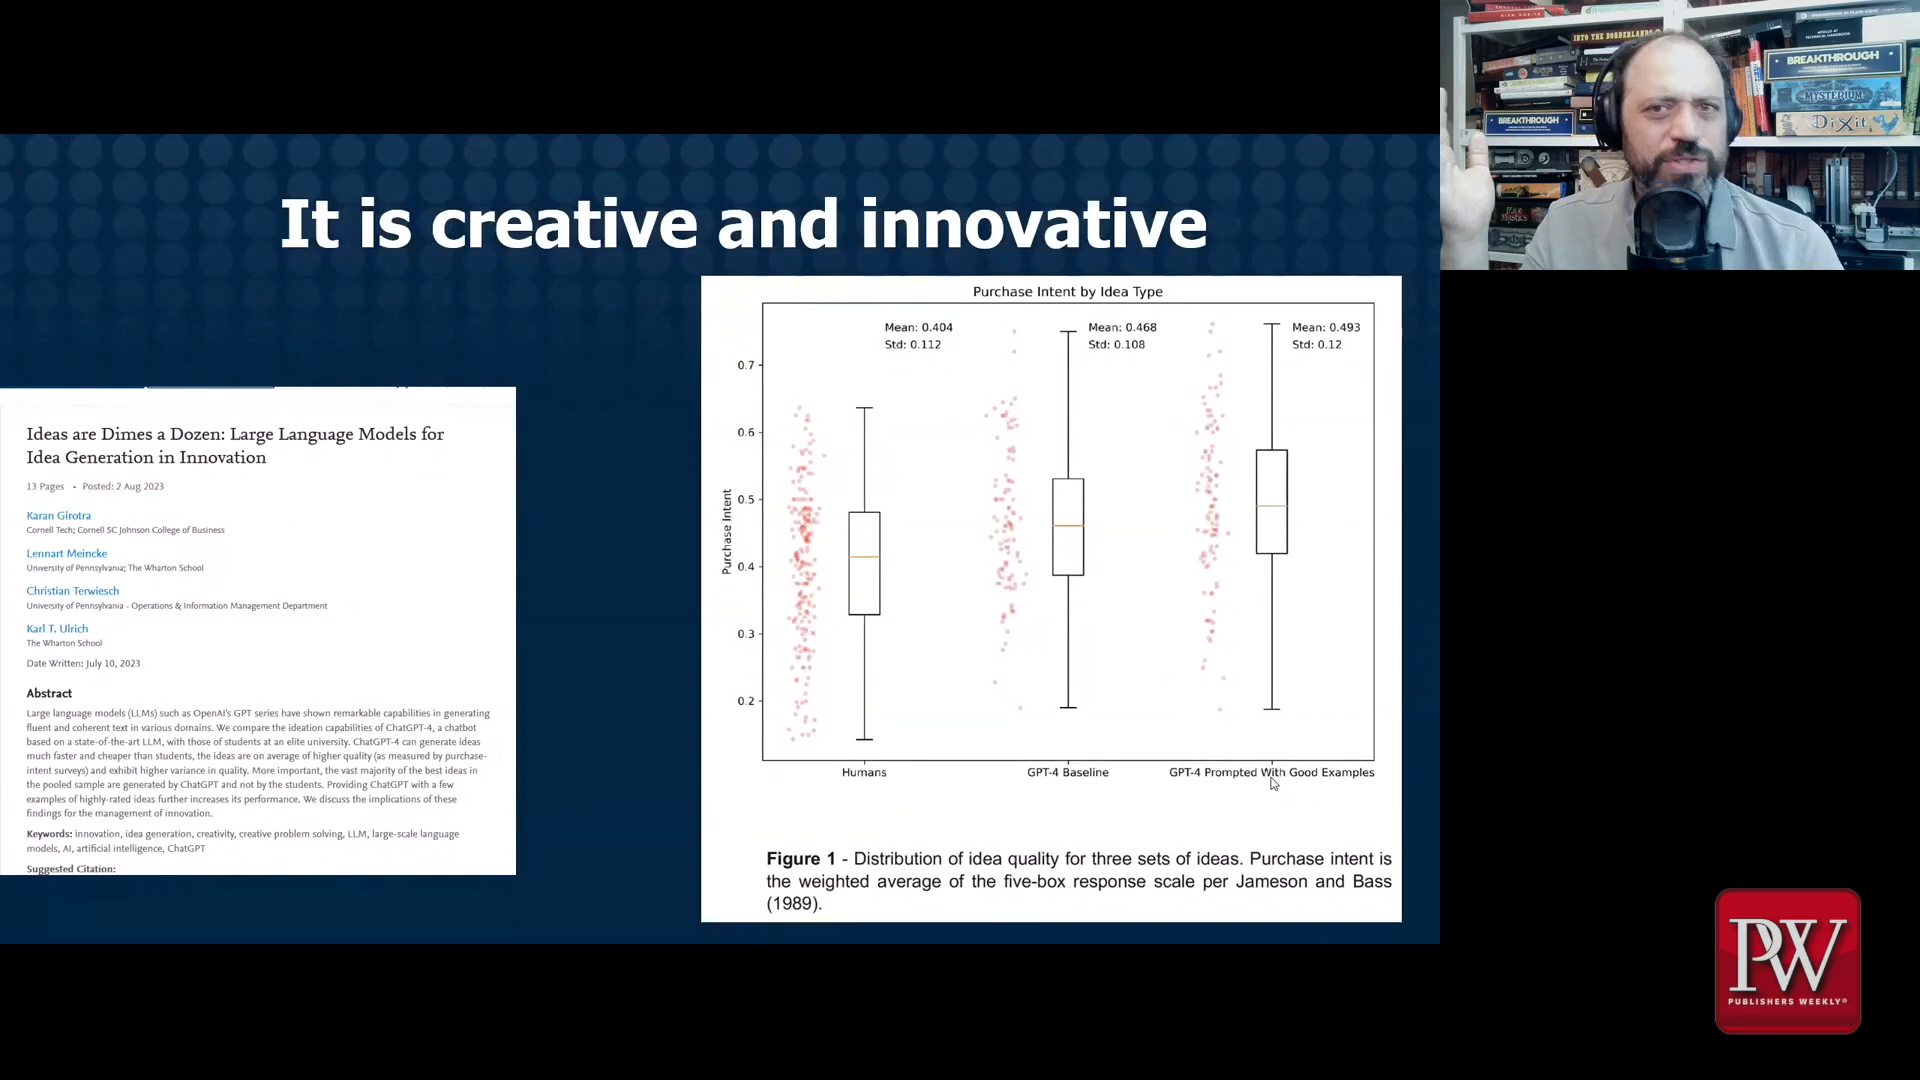 It is creative and innovative
Ideas are Dimes a Dozen: Large Language Models for
Idea Generation in Innovation
13 Pages • Posted: 2 Aug 2023
Karan Girotra
Cornell Tech; Cornell SC Johnson College of Business
Lennart Meincke
University of Pennsylvania; The Wharton School
Christian Terwiesch
University of Pennsylvania - Operations & Information Management Department
Karl T. Ulrich
The Wharton School
Date Written: July 10, 2023
Abstract
Large language models (LLMs) such as OpenAI's GPT series have shown remarkable capabilities in generating
fluent and coherent text in various domains. We compare the ideation capabilities of ChatGPT-4, a chatbot
based on a state-of-the-art LLM, with those of students at an elite university. ChatGPT-4 can generate ideas
much faster and cheaper than students, the ideas are on average of higher quality (as measured by purchase-
intent surveys) and exhibit higher variance in quality. More important, the vast majority of the best ideas in
the pooled sample are generated by ChatGPT and not by the students. Providing ChatGPT with a few
examples of highly-rated ideas further increases its performance. We discuss the implications of these
findings for the management of innovation.
Keywords: innovation, idea generation, creativity, creative problem solving, LLM, large-scale language
models, AI, artificial intelligence, ChatGPT
Suggested Citation:
Purchase Intent by Idea Type
Mean: 0.404
Std: 0.112
Mean: 0.468
Std: 0.108
Mean: 0.493
Std: 0.12
Purchase Intent
0.7
0.6
0.5
0.4
0.3
0.2
Humans
GPT-4 Baseline
GPT-4 Prompted With Good Examples
Figure 1 - Distribution of idea quality for three sets of ideas. Purchase intent is
the weighted average of the five-box response scale per Jameson and Bass
(1989).
INTO THE BORDERLANDS
BREAKTHROUGH
MYSTERIUM
DiXit
BREAKTHROUGH
PW
PUBLISHERS WEEKLY®